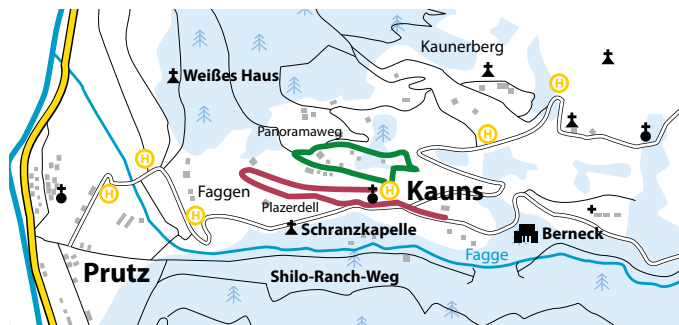 Kaunerberg
H
Weißes Haus
Panoramaweg
H
H
H
Faggen
H
Kauns
Plazerdell
H
Schranzkapelle
Berneck
Fagge
Prutz
Shilo-Ranch-Weg